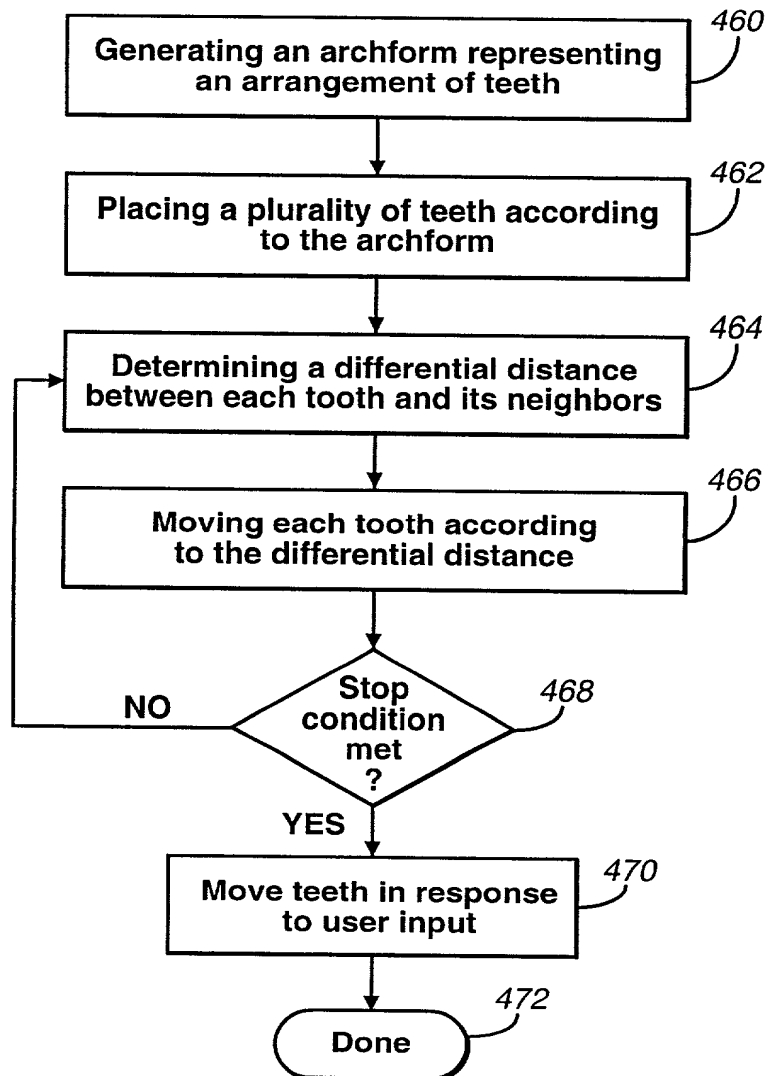 460
Generating an archform representing
an arrangement of teeth
462
Placing a plurality of teeth according
to the archform
464
Determining a differential distance
between each tooth and its neighbors
466
Moving each tooth according
to the differential distance
468
Stop
condition
met
?
NO
YES
470
Move teeth in response
to user input
472
Done